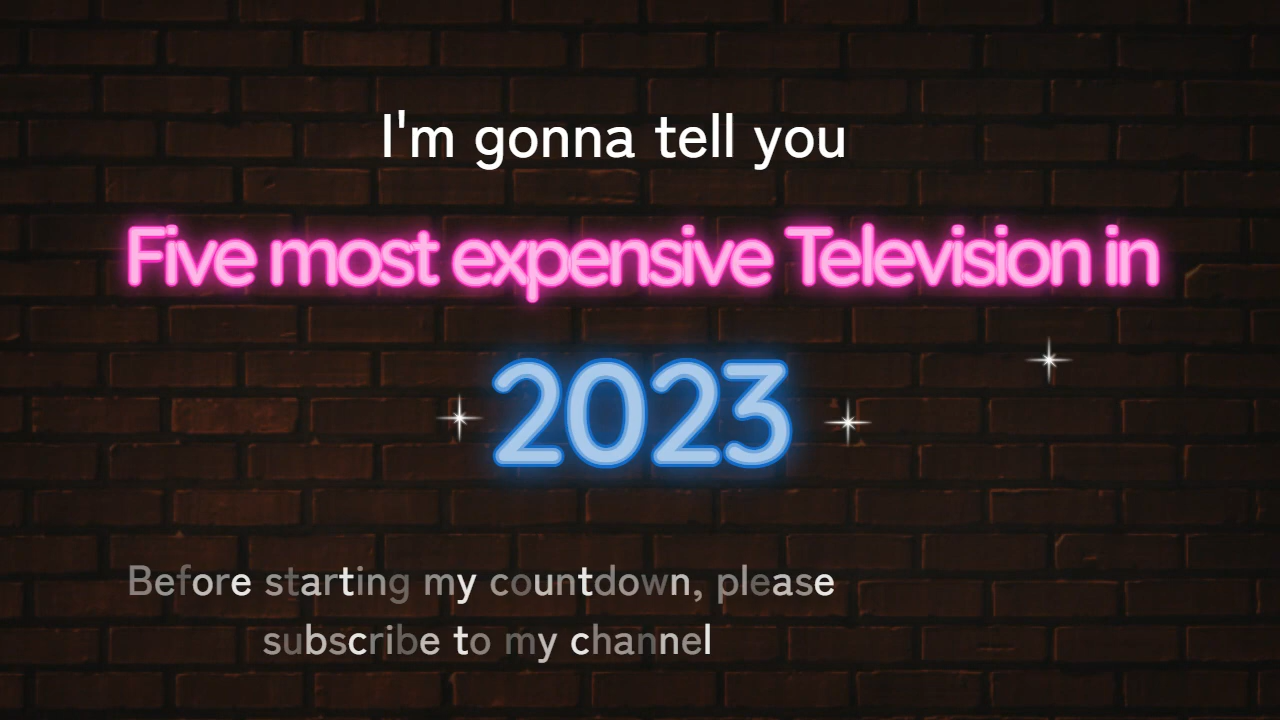 I'm gonna tell you
Five most expensive Television in
2023
Before starting my countdown, please
subscribe to my channel